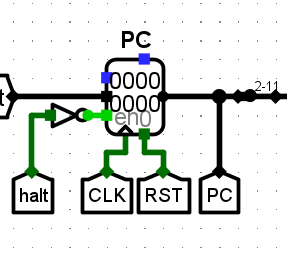 PC
0000
2-11
0000
en0
halt
CLK
RST
PC